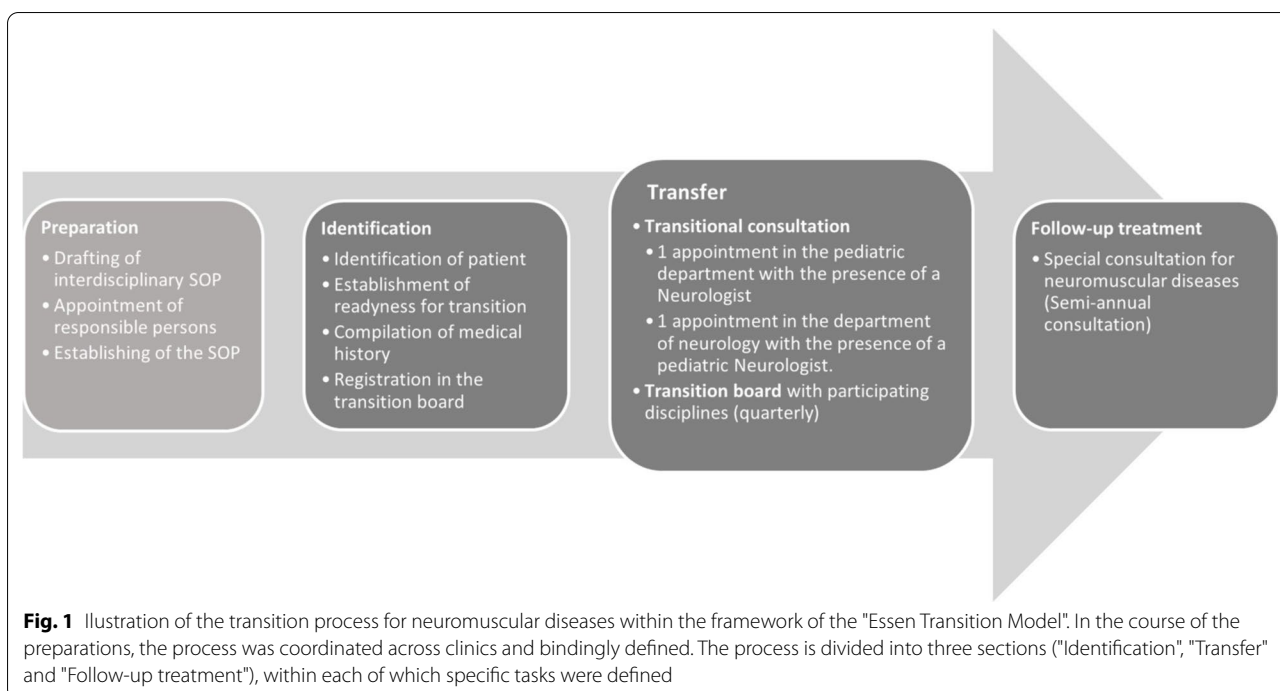 Preparation
• Drafting of
interdisciplinary SOP
• Appointment of
responsible persons
• Establishing of the SOP
Identification
• Identification of patient
• Establishment of
readyness for transition
• Compilation of medical
history
• Registration in the
transition board
Transfer
• Transitional consultation
• 1 appointment in the pediatric
department with the presence of a
Neurologist
• 1 appointment in the department
of neurology with the presence of a
pediatric Neurologist.
• Transition board with participating
disciplines (quarterly)
Follow-up treatment
• Special consultation for
neuromuscular diseases
(Semi-annual
consultation)
Fig. 1 Ilustration of the transition process for neuromuscular diseases within the framework of the "Essen Transition Model". In the course of the
preparations, the process was coordinated across clinics and bindingly defined. The process is divided into three sections ("Identification", "Transfer"
and "Follow-up treatment"), within each of which specific tasks were defined